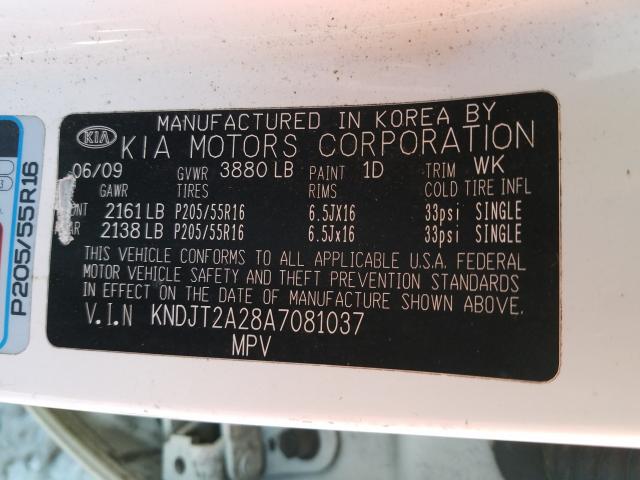 MANUFACTURED IN KOREA BY
KIA KIA MOTORS CORPORATION
06/09 GVWR 3880 LB PAINT 1D TRIM WK
GAWR TIRES RIMS COLD TIRE INFL
NT 2161 LB P205/55R16 6.5JX16 33psi SINGLE
AR 2138 LB P205/55R16 6.5Jx16 33psi SINGLE
THIS VEHICLE CONFORMS TO ALL APPLICABLE U.S.A. FEDERAL
MOTOR VEHICLE SAFETY AND THEFT PREVENTION STANDARDS
IN EFFECT ON THE DATE OF MANUFACTURE SHOWN ABOVE.
V.I.N KNDJT2A28A7081037
MPV
P205/55R16